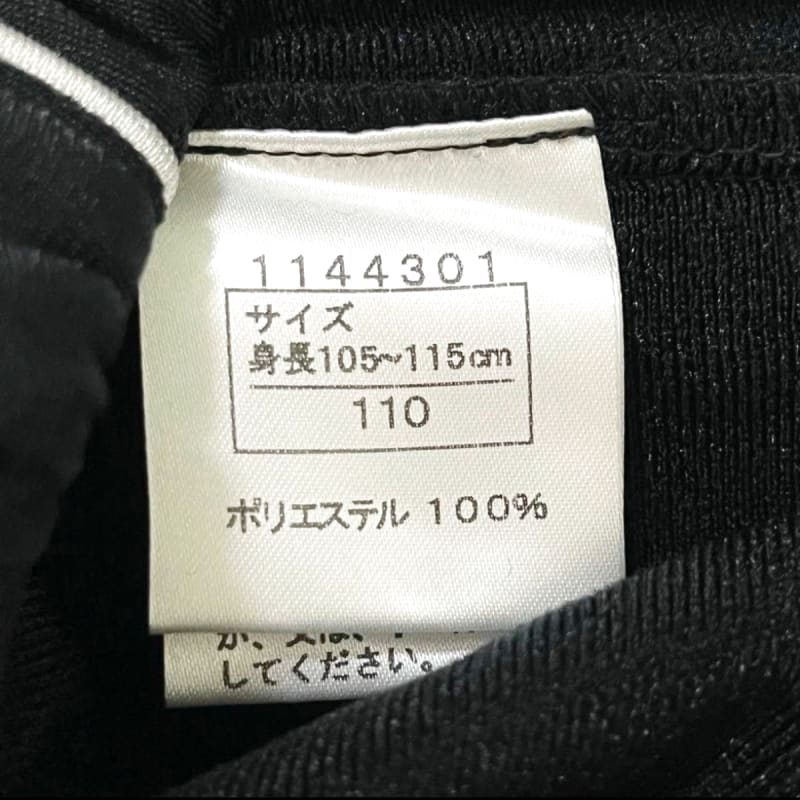 1144301
サイズ
身長105~115cm
110
ポリエステル 100%
してください。